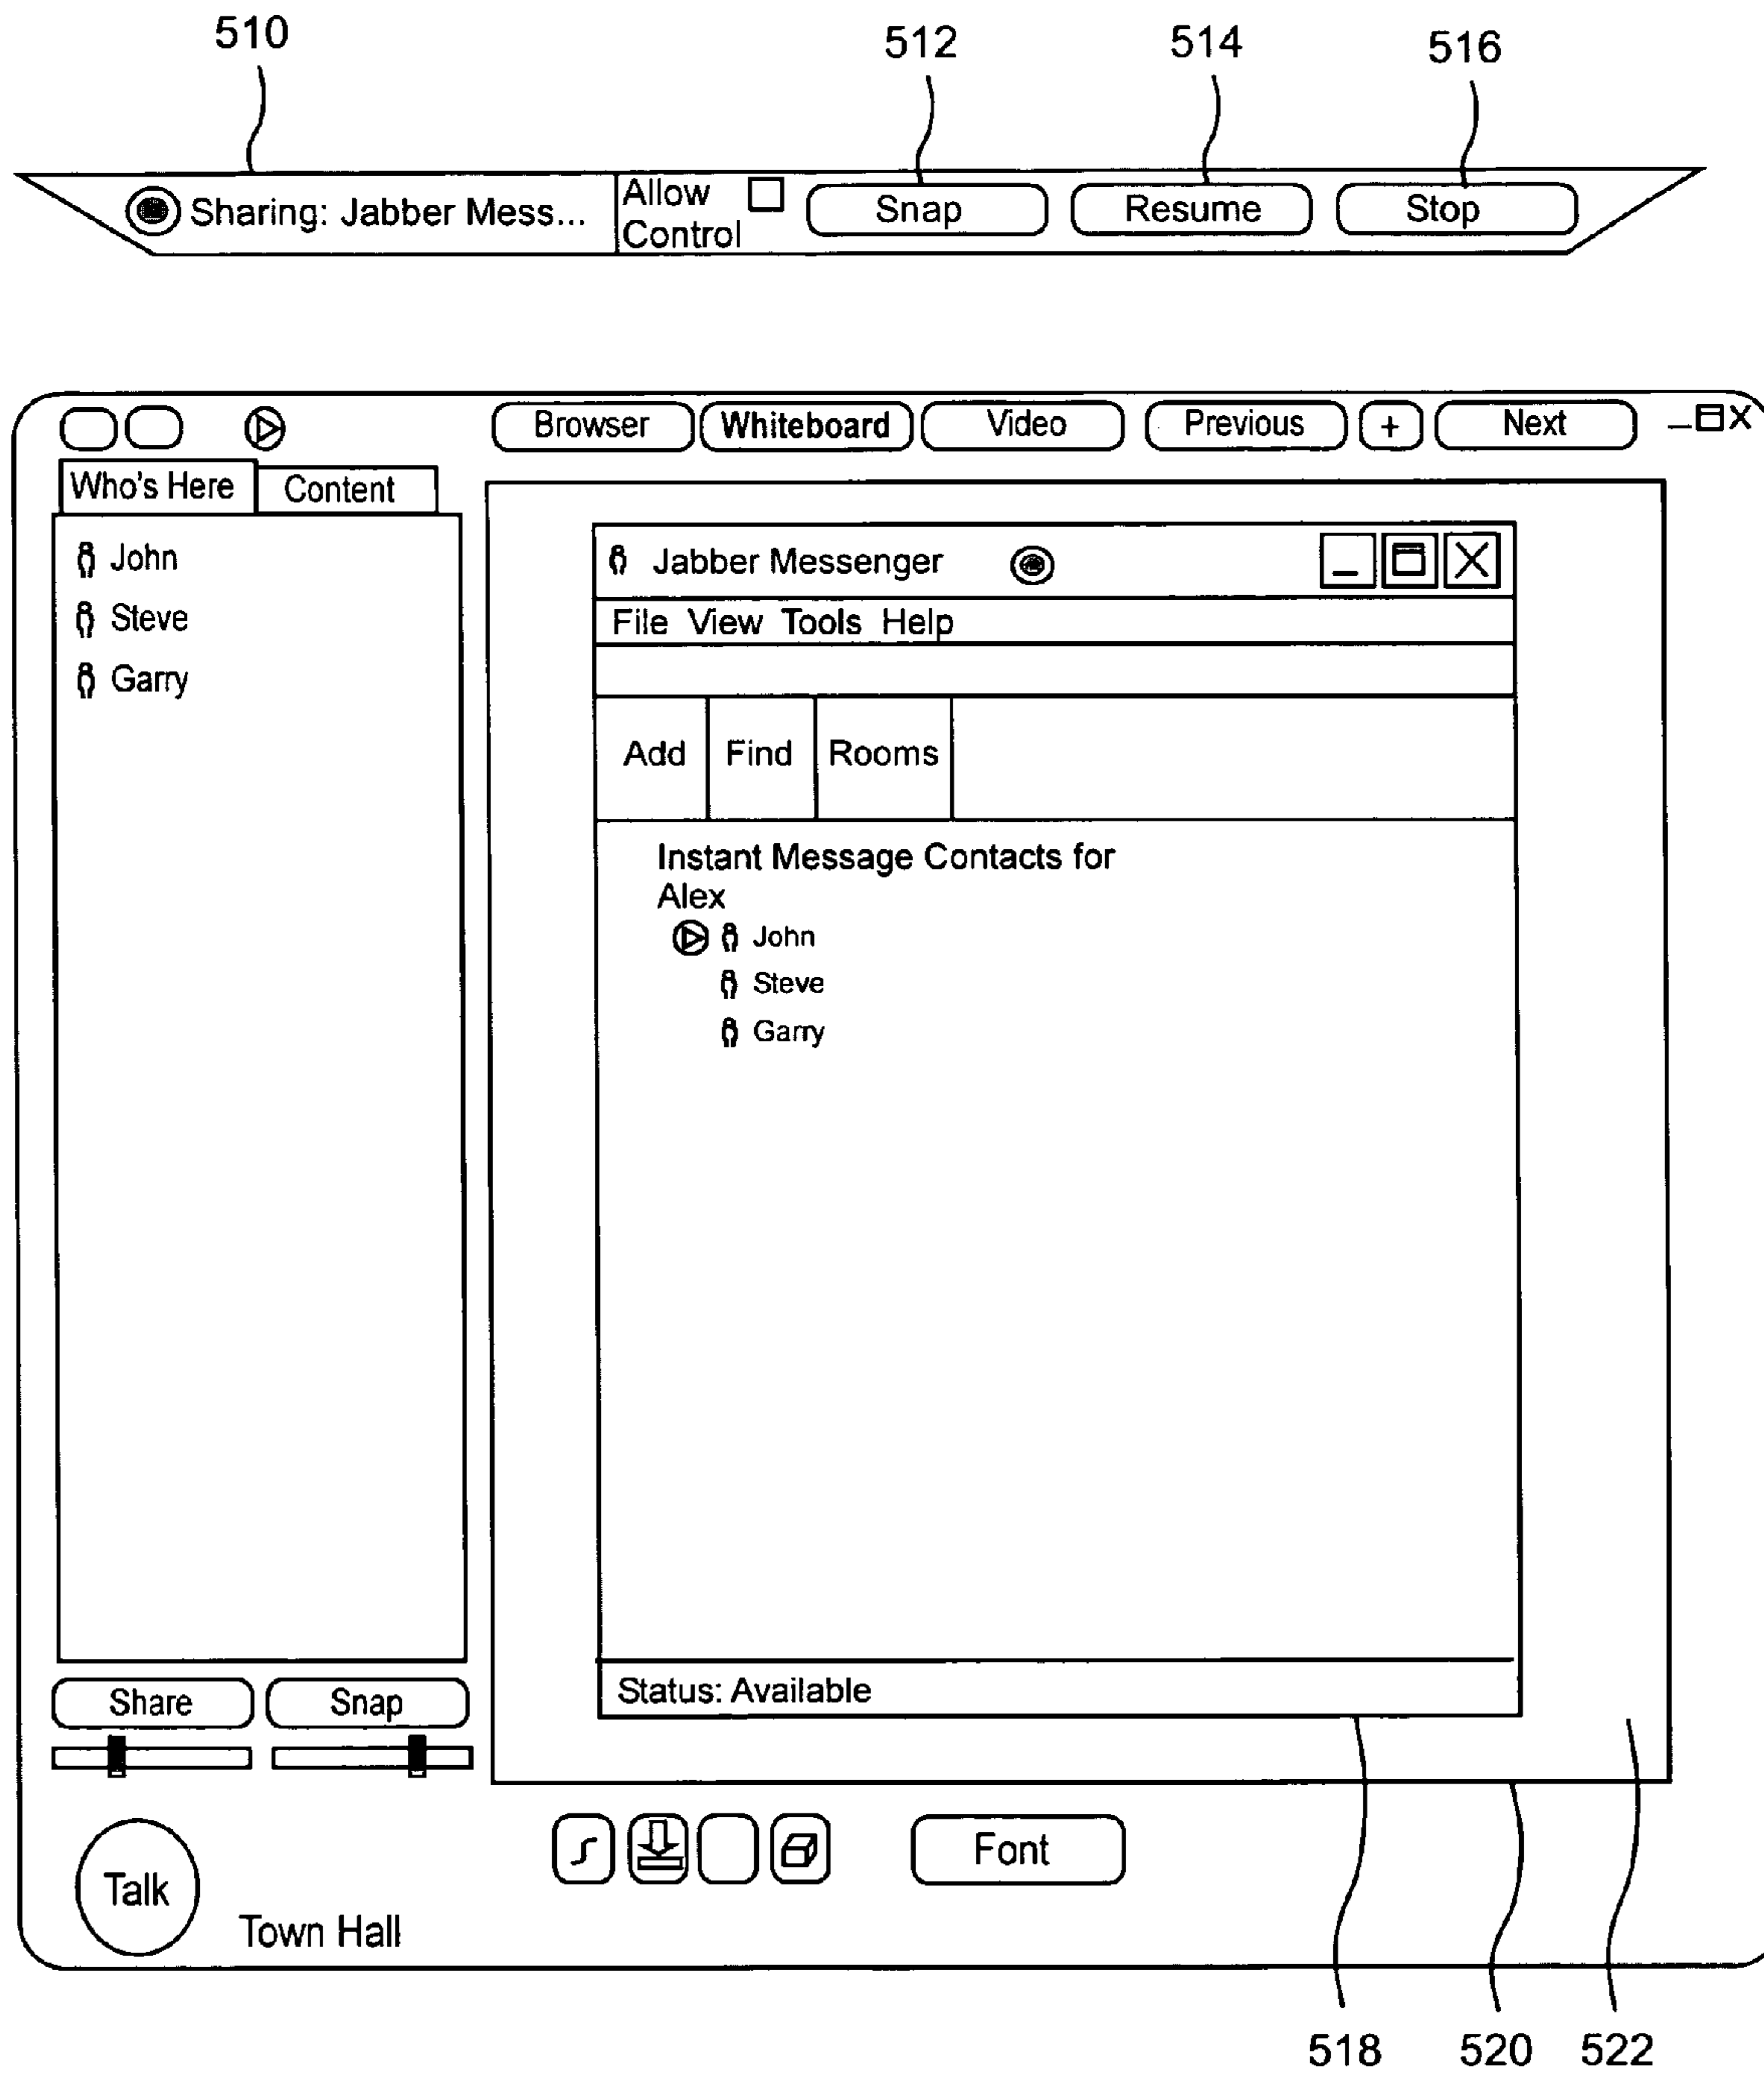 510
512
514
516
Sharing: Jabber Mess...
Allow
Control
Snap
Resume
Stop
Browser
Whiteboard
Video
Previous
+
Next
Who's Here
Content
John
Steve
Garry
Jabber Messenger
File View Tools Help
Add
Find
Rooms
Instant Message Contacts for
Alex
John
Steve
Garry
Status: Available
Share
Snap
Font
Talk
Town Hall
518
520
522